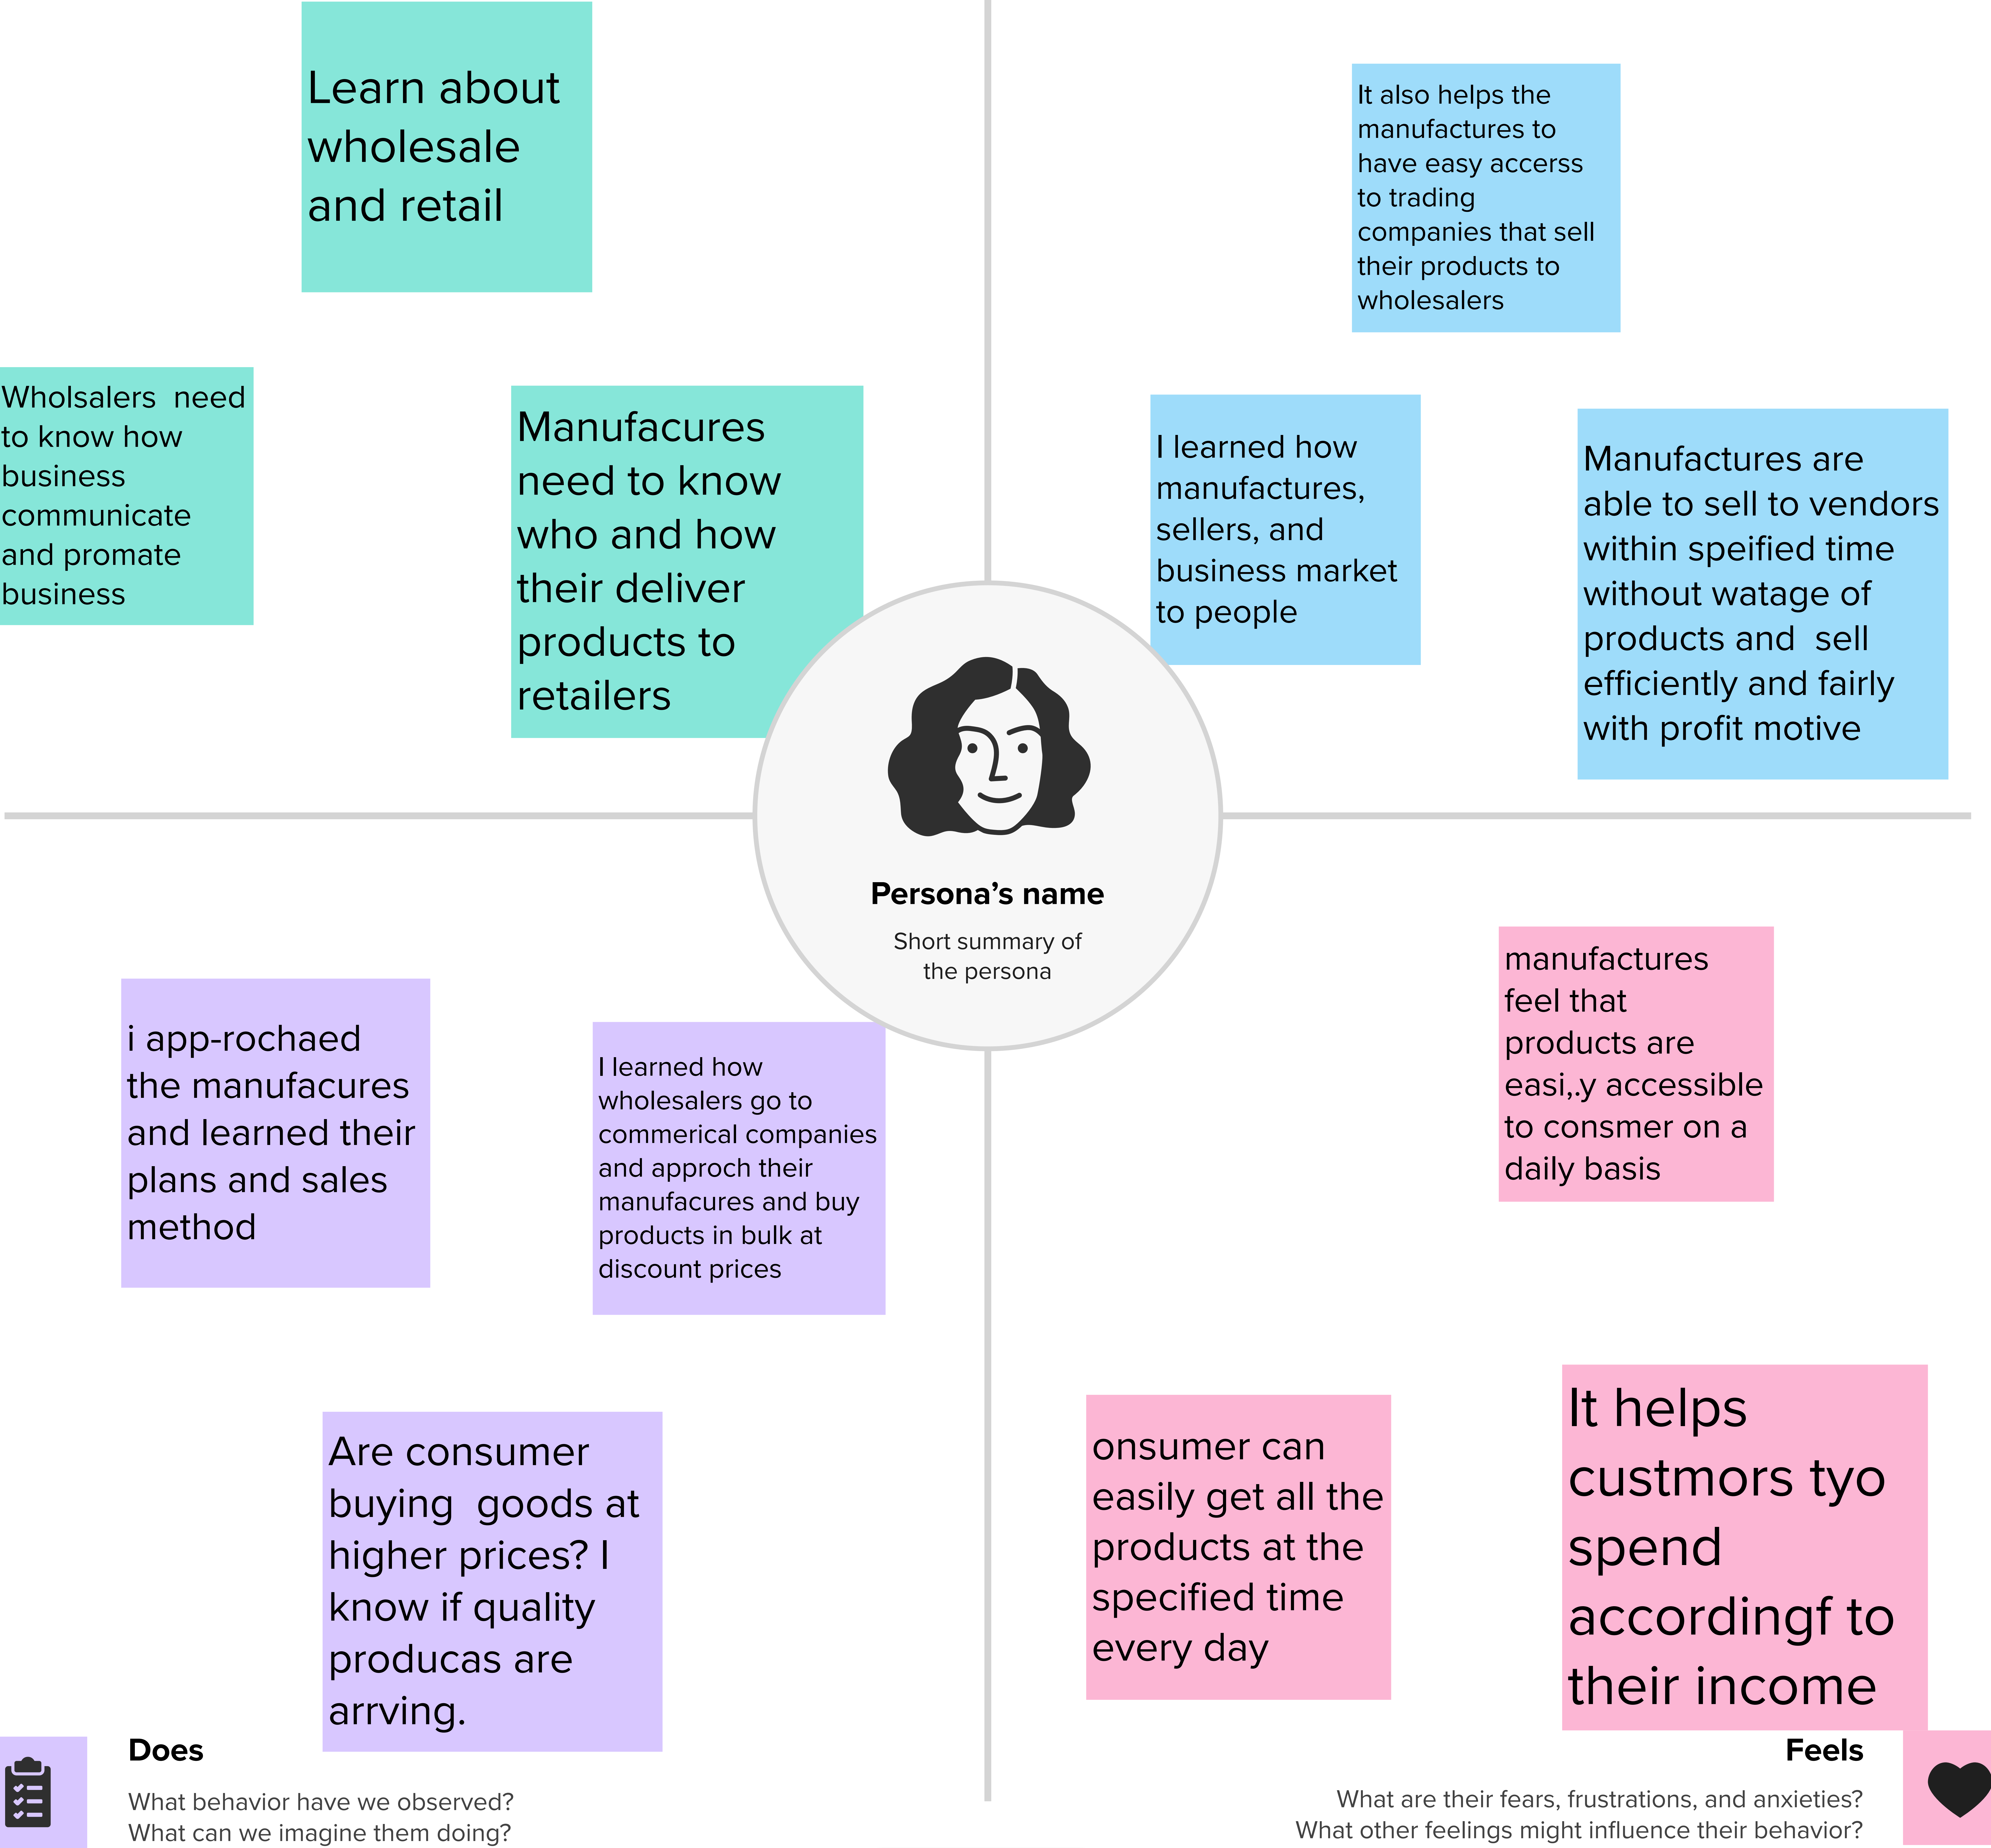 Learn about
wholesale
and retail
Wholsalers  need
to know how
business
communicate
and promate
business
Manufacures
need to know
who and how
their deliver
products to
retailers
It also helps the
manufactures to
have easy accerss
to trading
companies that sell
their products to
wholesalers
I learned how
manufactures,
sellers, and
business market
to people
Manufactures are
able to sell to vendors
within speified time
without watage of
products and  sell
efficiently and fairly
with profit motive
Persona’s name
Short summary of
the persona
i app-rochaed
the manufacures
and learned their
plans and sales
method
I learned how
wholesalers go to
commerical companies
and approch their
manufacures and buy
products in bulk at
discount prices
Are consumer
buying  goods at
higher prices? I
know if quality
producas are
arrving.
Does
What behavior have we observed?
What can we imagine them doing?
manufactures
feel that
products are
easi,.y accessible
to consmer on a
daily basis
onsumer can
easily get all the
products at the
specified time
every day
It helps
custmors tyo
spend
accordingf to
their income
Feels
What are their fears, frustrations, and anxieties?
What other feelings might influence their behavior?